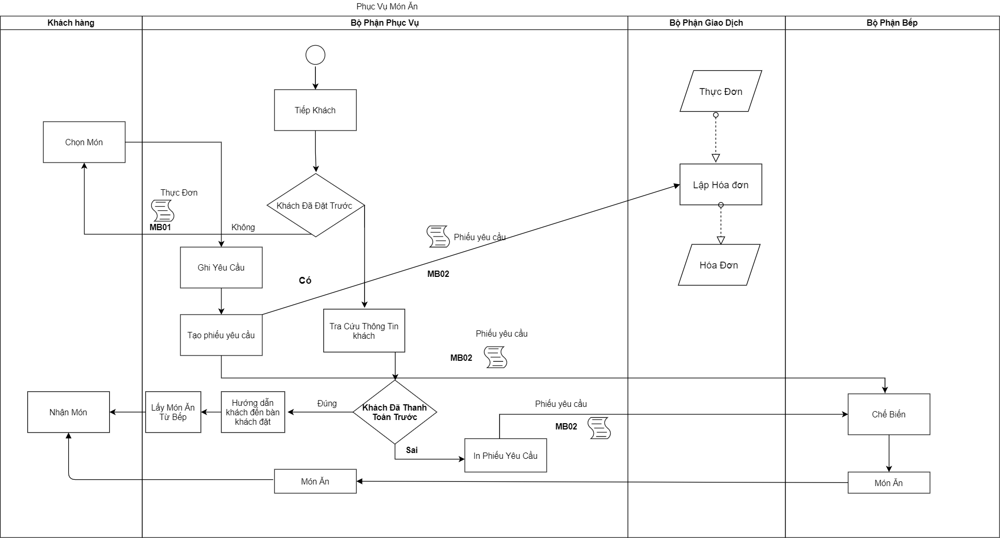 Phục Vụ Món Ăn
Khách hàng
Bộ Phận Phục Vụ
Bộ Phận Giao Dịch
Bộ Phận Bếp
Thực Đơn
Tiếp Khách
Chọn Món
Lập Hóa đơn
Thực Đơn
Khách Đã Đặt Trước
MB01
Không
Phiếu yêu cầu
Ghi Yêu Cầu
Hóa Đơn
MB02
Có
Tra Cứu Thông Tin
khách
Tạo phiếu yêu cầu
Phiếu yêu cầu
MB02
Nhận Món
Lấy Món Ăn
Từ Bếp
Hướng dẫn
khách đến bàn
khách đặt
Đúng
Khách Đã Thanh
Toán Trước
Phiếu yêu cầu
MB02
Chế Biến
Sai
In Phiếu Yêu Cầu
Món Ăn
Món Ăn